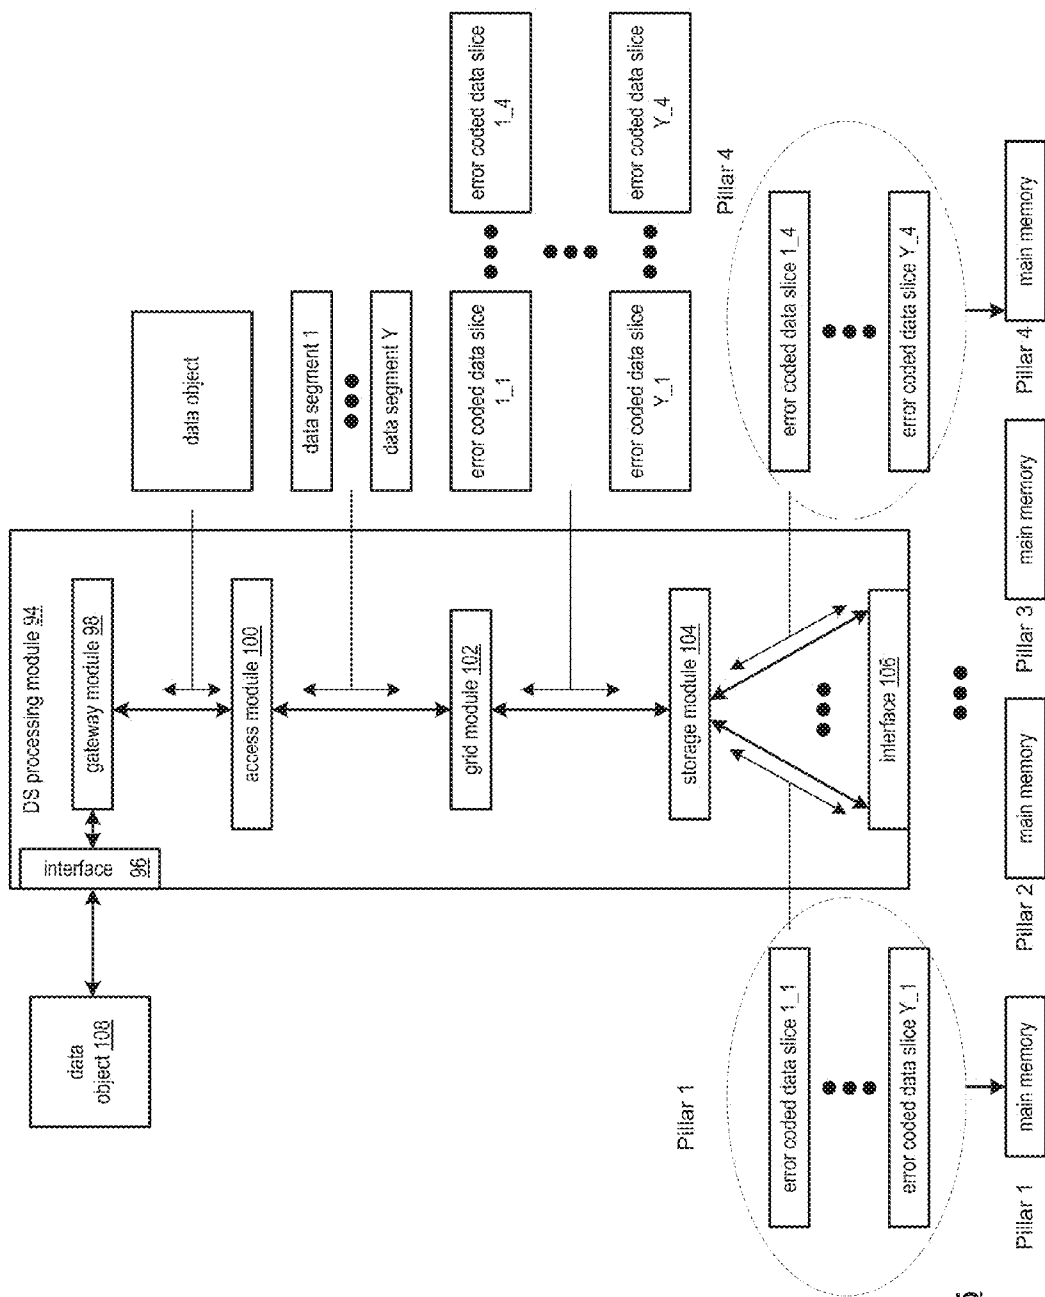 data
object 108
interface 96
DS processing module 94
gateway module 98
access module 100
grid module 102
storage module 104
interface 106
data object
data segment 1
data segment Y
error coded data slice
1_1
error coded data slice
1_4
error coded data slice
Y_1
error coded data slice
Y_4
Pillar 1
error coded data slice 1_1
error coded data slice Y_1
Pillar 4
error coded data slice 1_4
error coded data slice Y_4
Pillar 1
main memory
Pillar 2
main memory
Pillar 3
main memory
Pillar 4
main memory